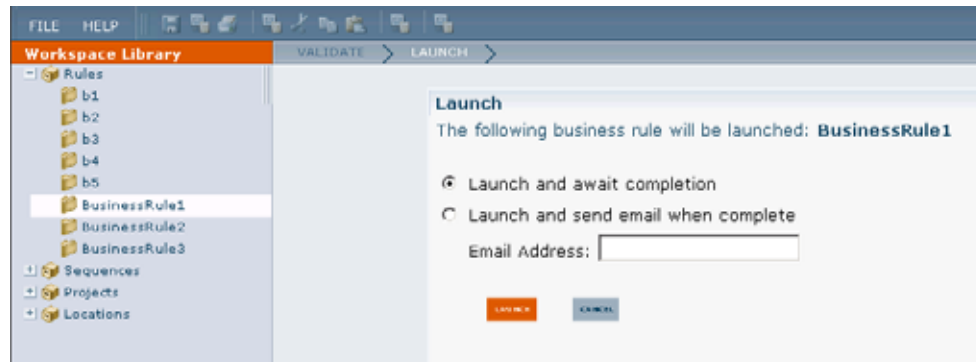 FILE HELP
Workspace Library
VALIDATE LAUNCH
Rules
b1
b2
b3
b4
b5
BusinessRule1
BusinessRule2
BusinessRule3
Sequences
Projects
Locations
Launch
The following business rule will be launched: BusinessRule1
Launch and await completion
Launch and send email when complete
Email Address:
LAUNCH CANCEL